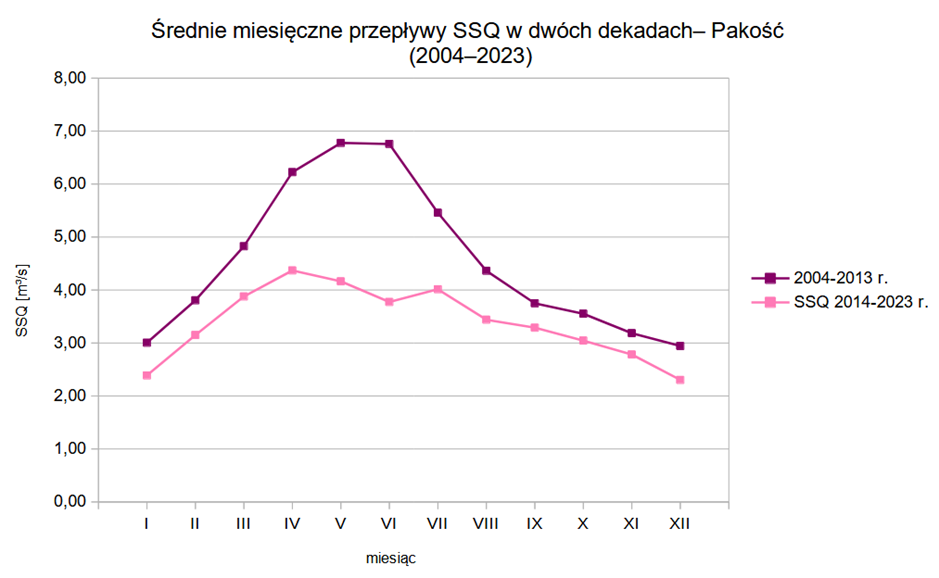 Średnie miesięczne przepływy SSQ w dwóch dekadach– Pakość
(2004–2023)
8,00
7,00
6,00
5,00
4,00
3,00
2,00
1,00
0,00
SSQ [m³/s]
I II III IV V VI VII VIII IX X XI XII
miesiąc
2004-2013 r.
SSQ 2014-2023 r.